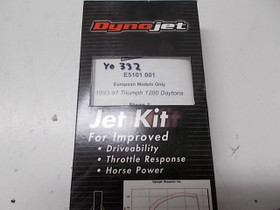 Dynojet
Yo 332
E5101.001
European Models Only
1993-97 Triumph 1200 Daytona
Jet Kit
For Improved
• Driveability
• Throttle Response
• Horse Power